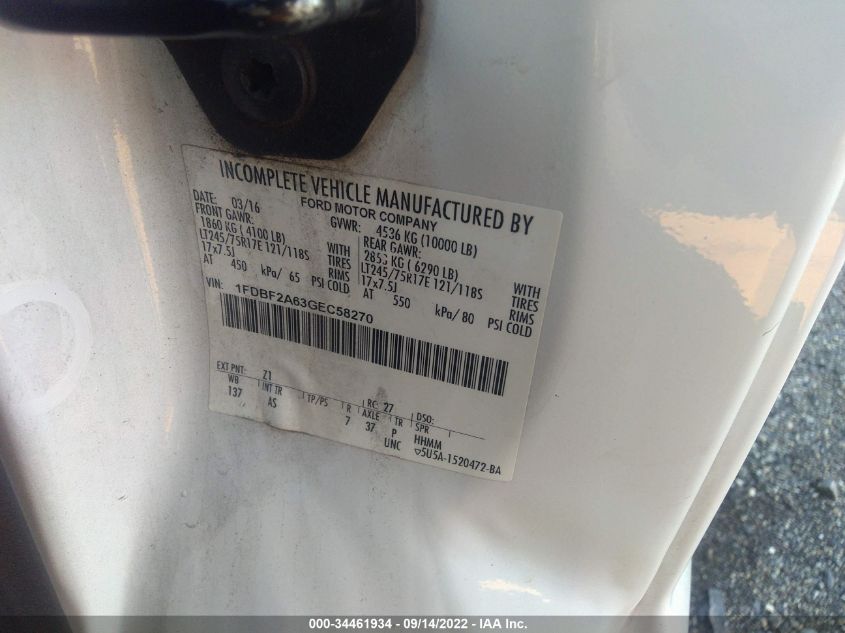 INCOMPLETE VEHICLE MANUFACTURED BY
FORD MOTOR COMPANY
DATE: 03/16 GVWR: 4536 KG (10000 LB)
FRONT GAWR: REAR GAWR:
1860 KG ( 4100 LB) WITH 2853 KG ( 6290 LB) WITH
LT245/75R17E 121/118S TIRES LT245/75R17E 121/118S TIRES
17x7.5J RIMS 17x7.5J RIMS
AT 450 kPa/ 65 PSI COLD AT 550 kPa/ 80 PSI COLD
VIN: 1FDBF2A63GEC58270
EXT PNT: Z1 RC: 27 DSO:
WB INT TR TP/PS R AXLE TR SPR
137 AS 7 37 P HHMM
UNC ▽5U5A-1520472-BA
000-34461934 - 09/14/2022 - IAA Inc.